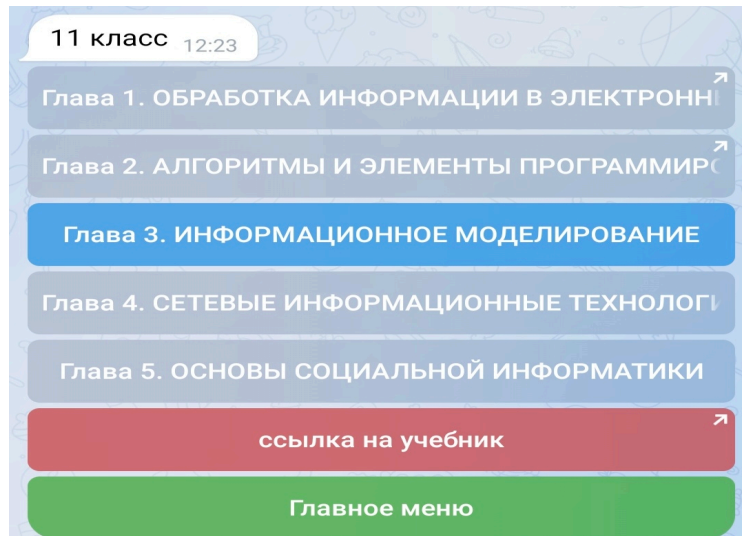 11 класс 12:23
Глава 1. ОБРАБОТКА ИНФОРМАЦИИ В ЭЛЕКТРОНН
Глава 2. АЛГОРИТМЫ И ЭЛЕМЕНТЫ ПРОГРАММИР
Глава 3. ИНФОРМАЦИОННОЕ МОДЕЛИРОВАНИЕ
Глава 4. СЕТЕВЫЕ ИНФОРМАЦИОННЫЕ ТЕХНОЛОГ
Глава 5. ОСНОВЫ СОЦИАЛЬНОЙ ИНФОРМАТИКИ
ссылка на учебник
Главное меню